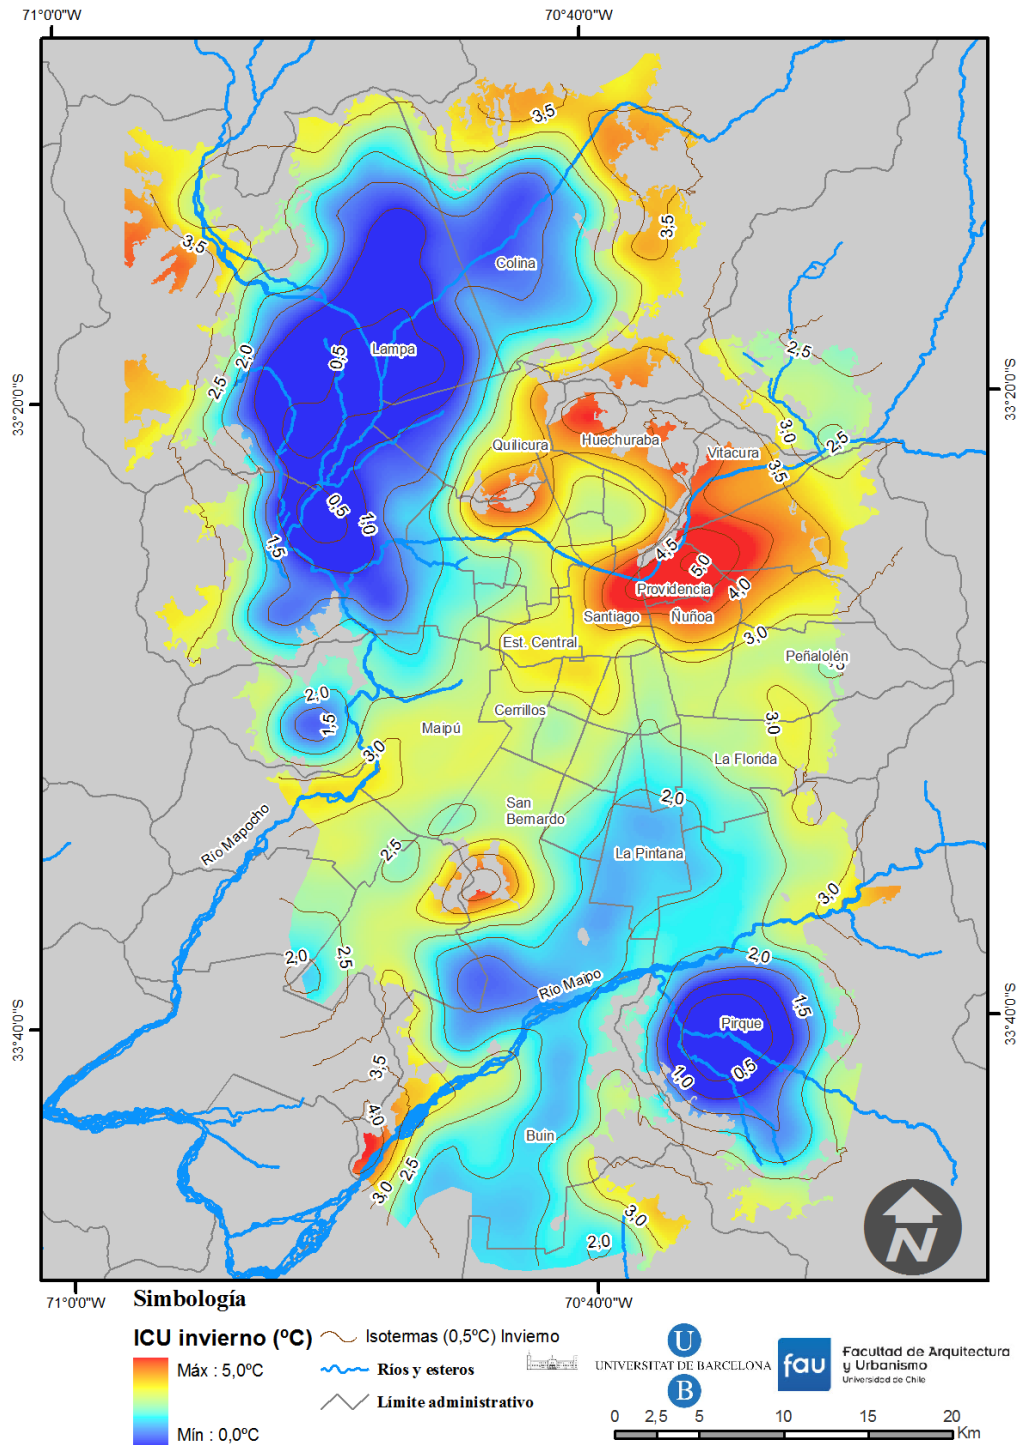 71°0'0"W
70°40'0"W
3,5
3,5
3,5
Colina
33°20'0"S
33°20'0"S
2,0
0,5
Lampa
2,5
2,5
3,0
2,5
Quilicura
Huechuraba
Vitacura
3,5
0,5
1,0
1,5
4,5
5,0
4,0
Providencia
Santiago
Ñuñoa
3,0
Est. Central
Peñalolén
2,0
1,5
Cerrillos
Maipú
3,0
3,0
La Florida
Río Mapocho
2,0
San
Bernardo
2,5
La Pintana
3,0
2,0
2,5
2,0
Río Maipo
1,5
Pirque
33°40'0"S
33°40'0"S
1,0
0,5
3,5
4,0
Buin
2,5
3,0
3,0
2,0
N
71°0'0"W
70°40'0"W
Simbología
ICU invierno (ºC)
Máx : 5,0ºC
Mín : 0,0ºC
Isotermas (0,5ºC) Invierno
Ríos y esteros
Límite administrativo
U
UNIVERSITAT DE BARCELONA
B
fau
Facultad de Arquitectura
y Urbanismo
Universidad de Chile
0 2,5 5 10 15 20
Km